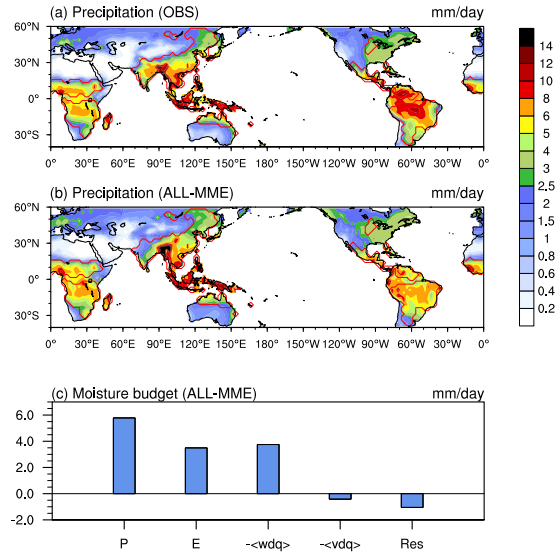 (a) Precipitation (OBS) mm/day
60°N
30°N
0°
30°S
0° 30°E 60°E 90°E 120°E 150°E 180° 150°W 120°W 90°W 60°W 30°W 0°
(b) Precipitation (ALL-MME) mm/day
60°N
30°N
0°
30°S
0° 30°E 60°E 90°E 120°E 150°E 180° 150°W 120°W 90°W 60°W 30°W 0°
14
12
10
8
6
5
4
3
2.5
2
1.5
1
0.8
0.6
0.4
0.2
(c) Moisture budget (ALL-MME) mm/day
6.0
4.0
2.0
0.0
-2.0
P E -<wdq> -<vdq> Res